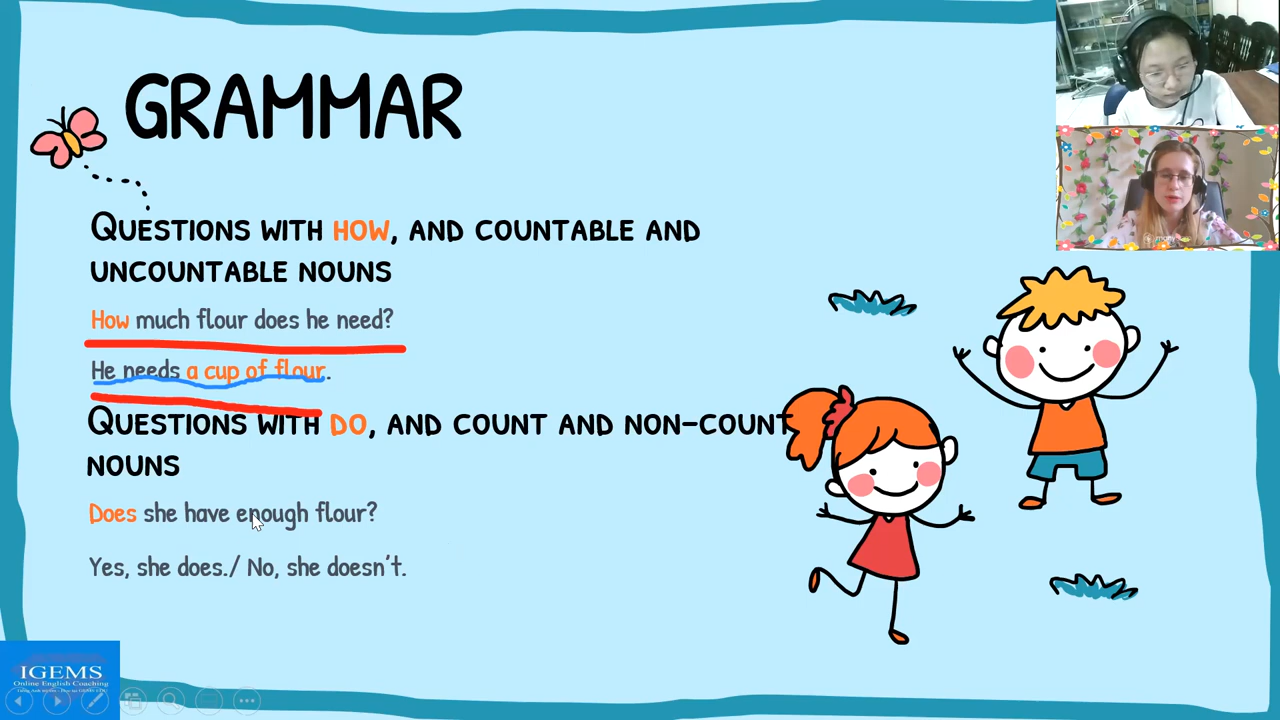 GRAMMAR
QUESTIONS WITH HOW, AND COUNTABLE AND
UNCOUNTABLE NOUNS
How much flour does he need?
He needs a cup of flour.
QUESTIONS WITH DO, AND COUNT AND NON-COUNT
NOUNS
Does she have enough flour?
Yes, she does./ No, she doesn't.
IGEMS
Online English Coaching